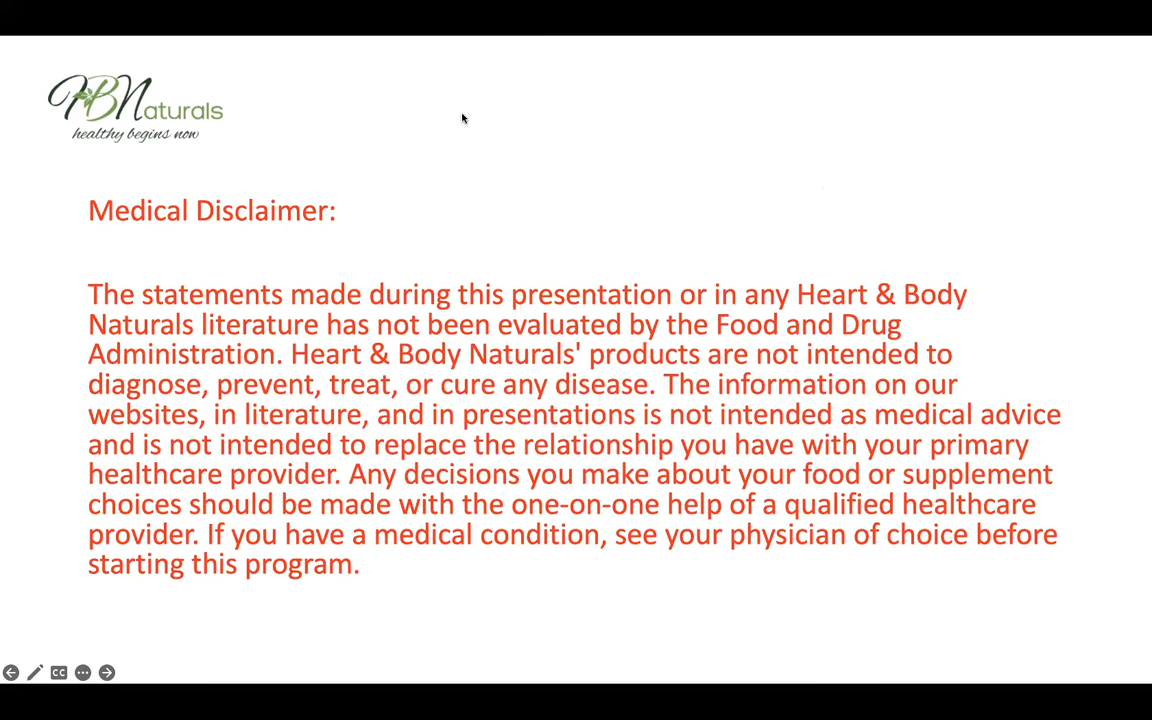 HBNaturals
healthy begins now
Medical Disclaimer:
The statements made during this presentation or in any Heart & Body
Naturals literature has not been evaluated by the Food and Drug
Administration. Heart & Body Naturals' products are not intended to
diagnose, prevent, treat, or cure any disease. The information on our
websites, in literature, and in presentations is not intended as medical advice
and is not intended to replace the relationship you have with your primary
healthcare provider. Any decisions you make about your food or supplement
choices should be made with the one-on-one help of a qualified healthcare
provider. If you have a medical condition, see your physician of choice before
starting this program.
CC